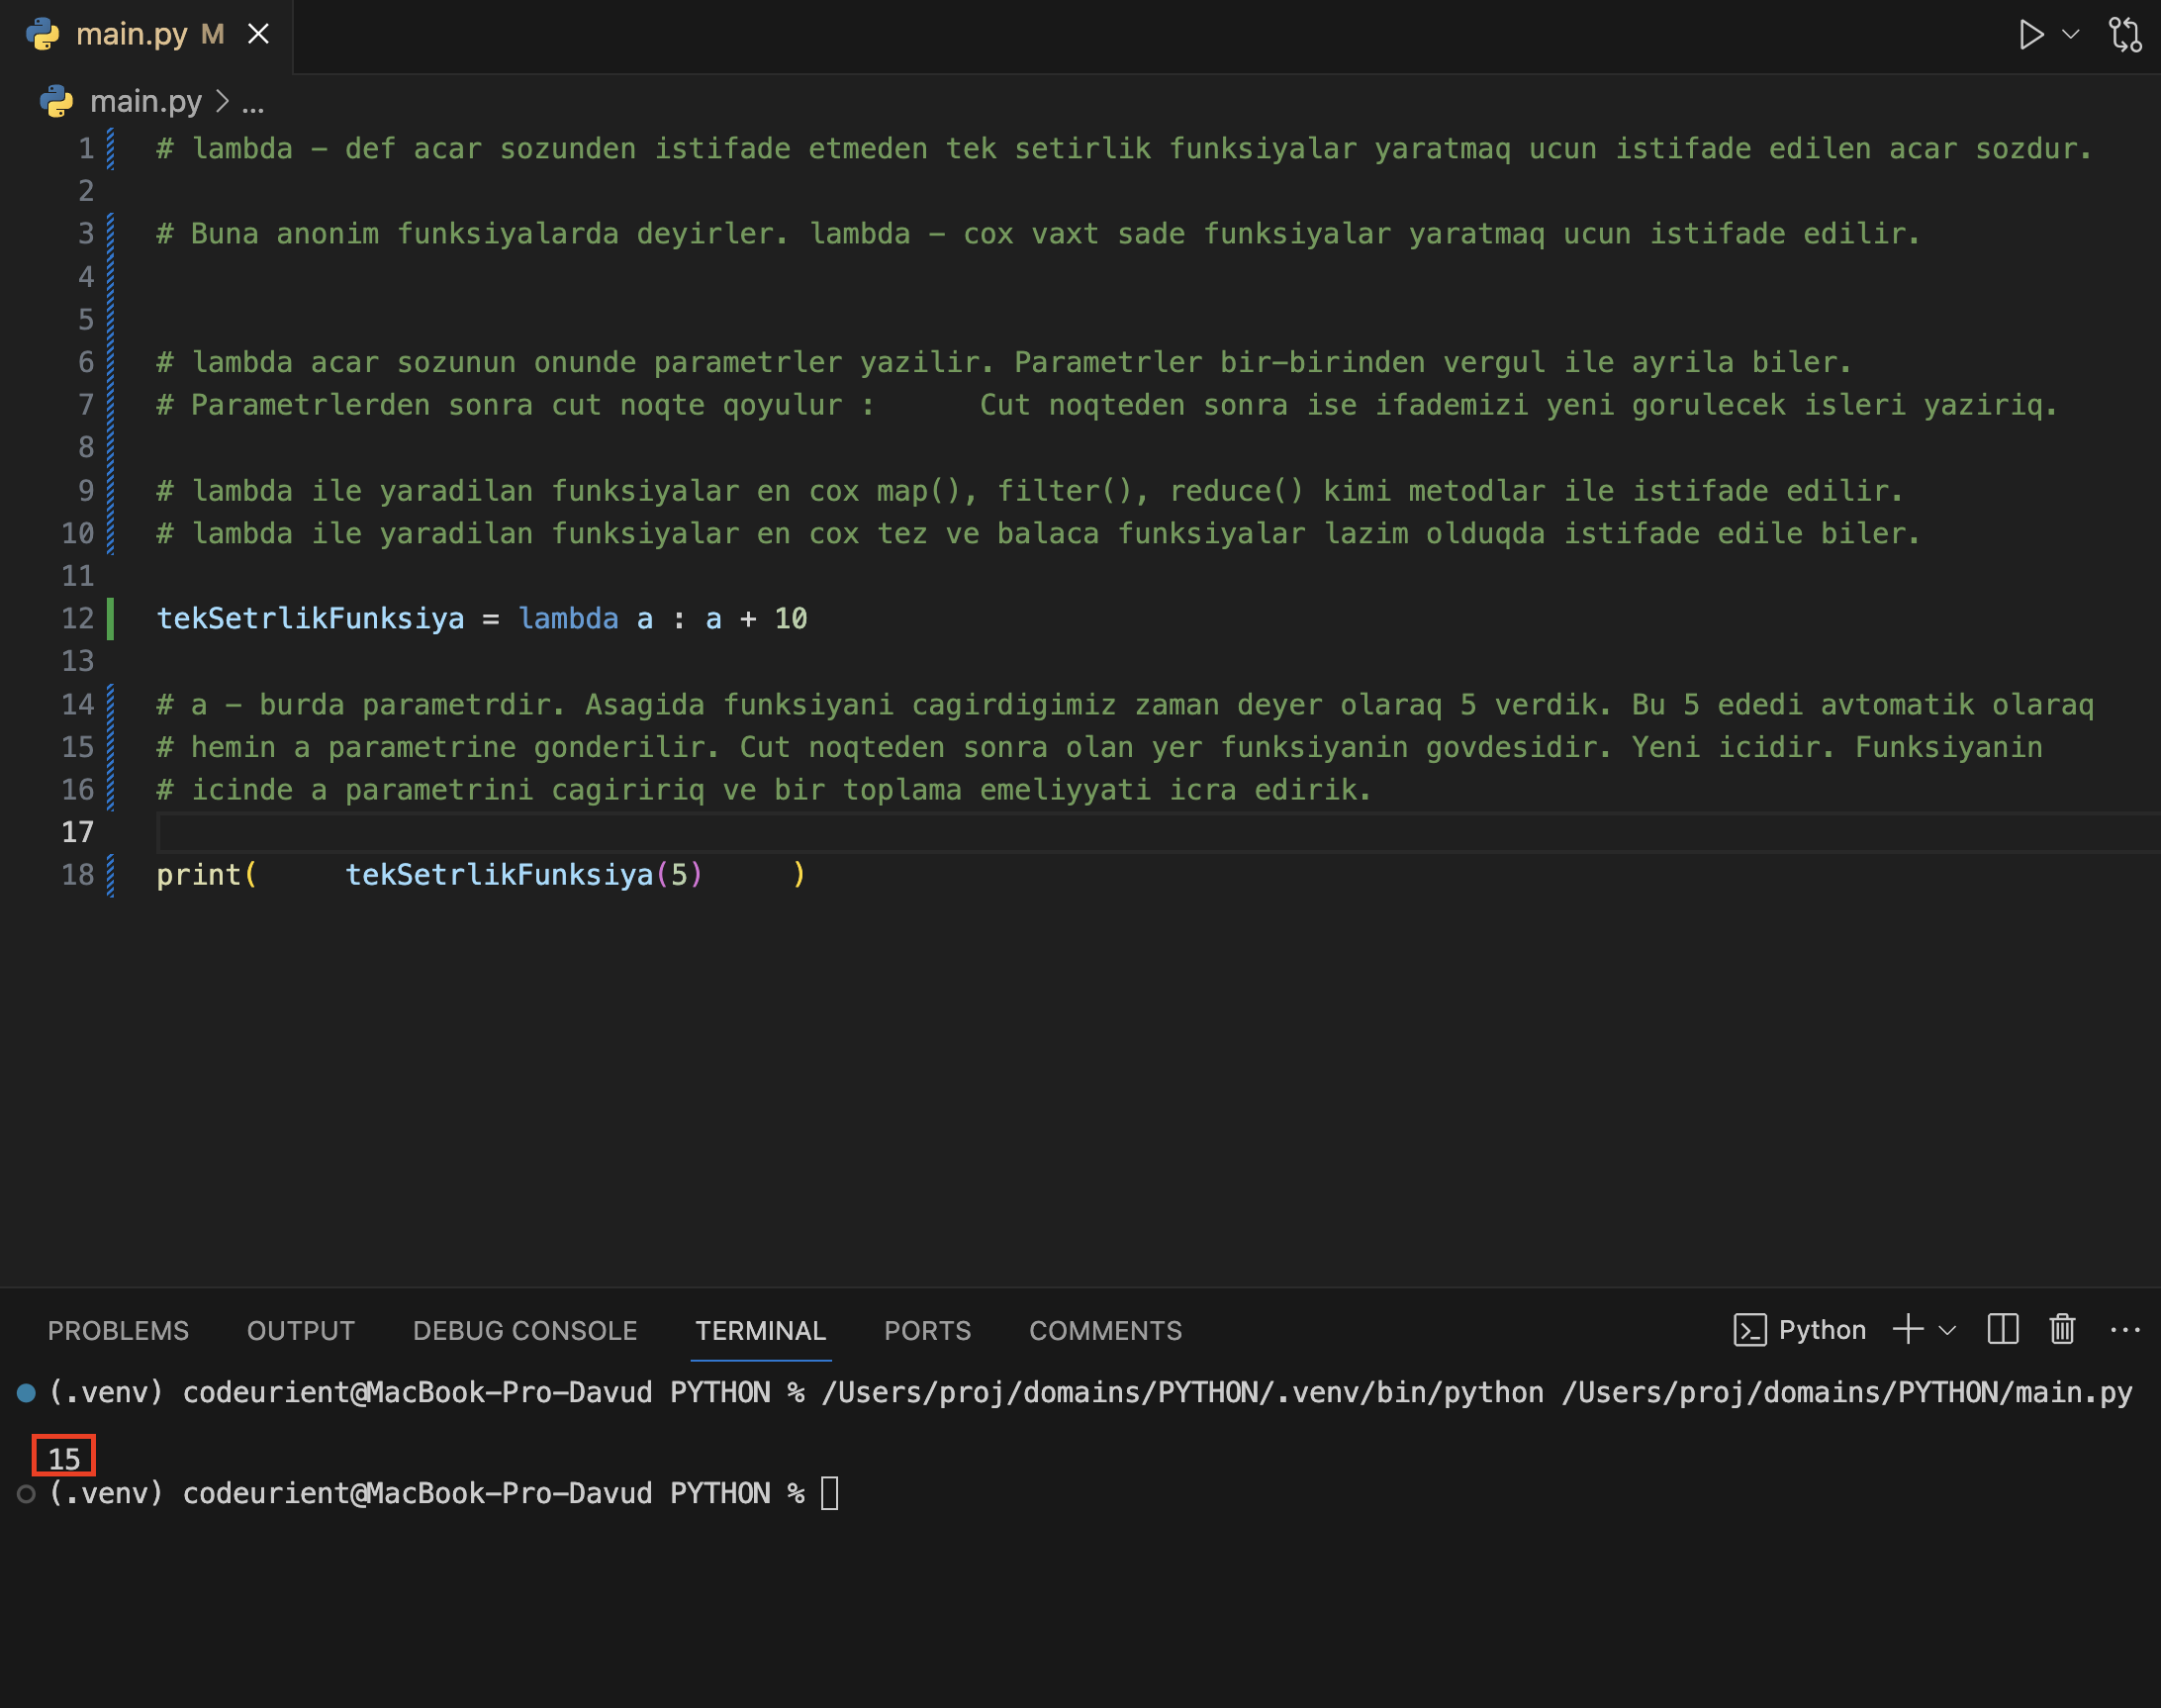 main.py M
main.py > ...
1 # lambda – def acar sozunden istifade etmeden tek setirlik funksiyalar yaratmaq ucun istifade edilen acar sozdur.
2
3 # Buna anonim funksiyalarda deyirler. lambda – cox vaxt sade funksiyalar yaratmaq ucun istifade edilir.
4
5
6 # lambda acar sozunun onunde parametrler yazilir. Parametrler bir-birinden vergul ile ayrila biler.
7 # Parametrlerden sonra cut noqte qoyulur :      Cut noqteden sonra ise ifademizi yeni gorulecek isleri yaziriq.
8
9 # lambda ile yaradilan funksiyalar en cox map(), filter(), reduce() kimi metodlar ile istifade edilir.
10 # lambda ile yaradilan funksiyalar en cox tez ve balaca funksiyalar lazim olduqda istifade edile biler.
11
12 tekSetrlikFunksiya = lambda a : a + 10
13
14 # a – burda parametrdir. Asagida funksiyani cagirdigimiz zaman deyer olaraq 5 verdik. Bu 5 ededi avtomatik olaraq
15 # hemin a parametrine gonderilir. Cut noqteden sonra olan yer funksiyanin govdesidir. Yeni icidir. Funksiyanin
16 # icinde a parametrini cagiririq ve bir toplama emeliyyati icra edirik.
17
18 print(     tekSetrlikFunksiya(5)     )
PROBLEMS OUTPUT DEBUG CONSOLE TERMINAL PORTS COMMENTS Python
(.venv) codeurient@MacBook-Pro-Davud PYTHON % /Users/proj/domains/PYTHON/.venv/bin/python /Users/proj/domains/PYTHON/main.py
15
(.venv) codeurient@MacBook-Pro-Davud PYTHON %